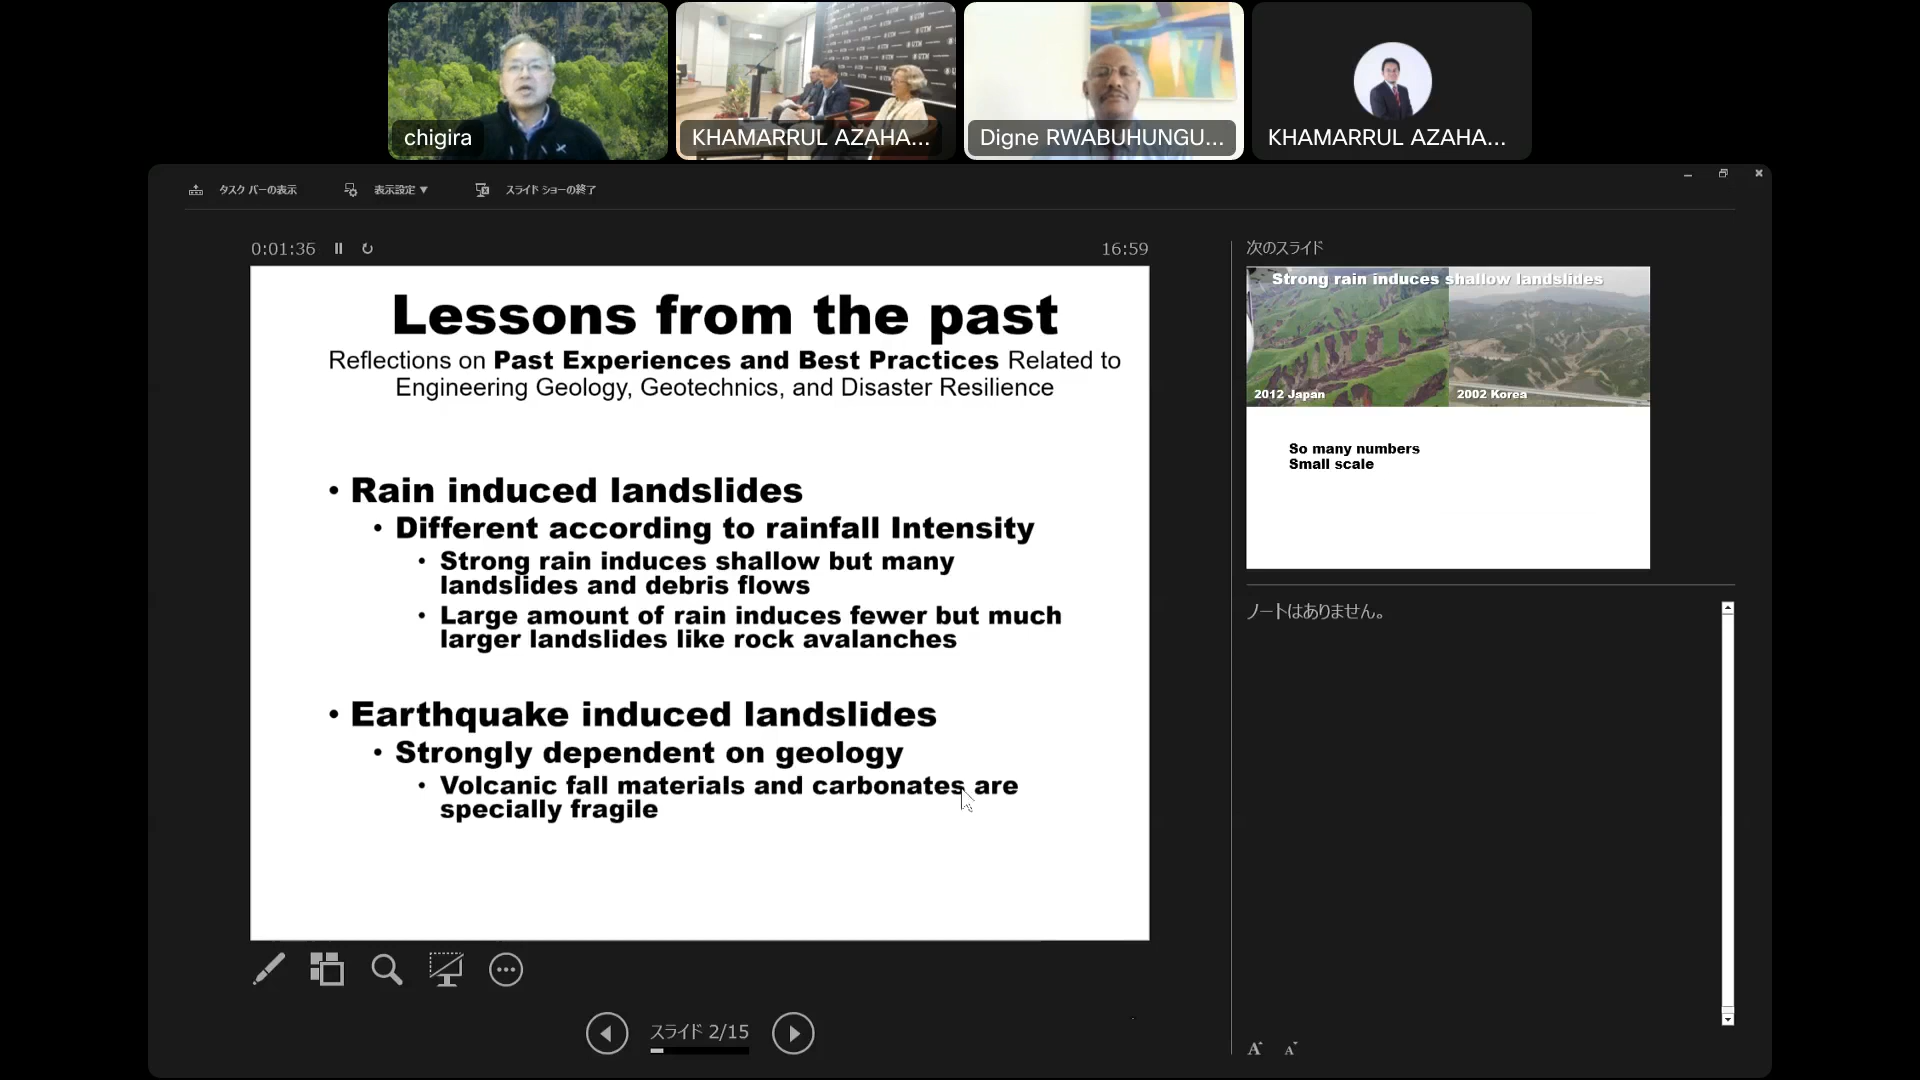 chigira
KHAMARRUL AZAHA...
Digne RWABUHUNGU...
KHAMARRUL AZAHA...
タスク バーの表示
表示設定 ▼
スライド ショーの終了
0:01:36
16:59
次のスライド
Lessons from the past
Reflections on Past Experiences and Best Practices Related to
Engineering Geology, Geotechnics, and Disaster Resilience
• Rain induced landslides
• Different according to rainfall Intensity
• Strong rain induces shallow but many
landslides and debris flows
• Large amount of rain induces fewer but much
larger landslides like rock avalanches
• Earthquake induced landslides
• Strongly dependent on geology
• Volcanic fall materials and carbonates are
specially fragile
Strong rain induces shallow landslides
2012 Japan
2002 Korea
So many numbers
Small scale
ノートはありません。
スライド 2/15
A A